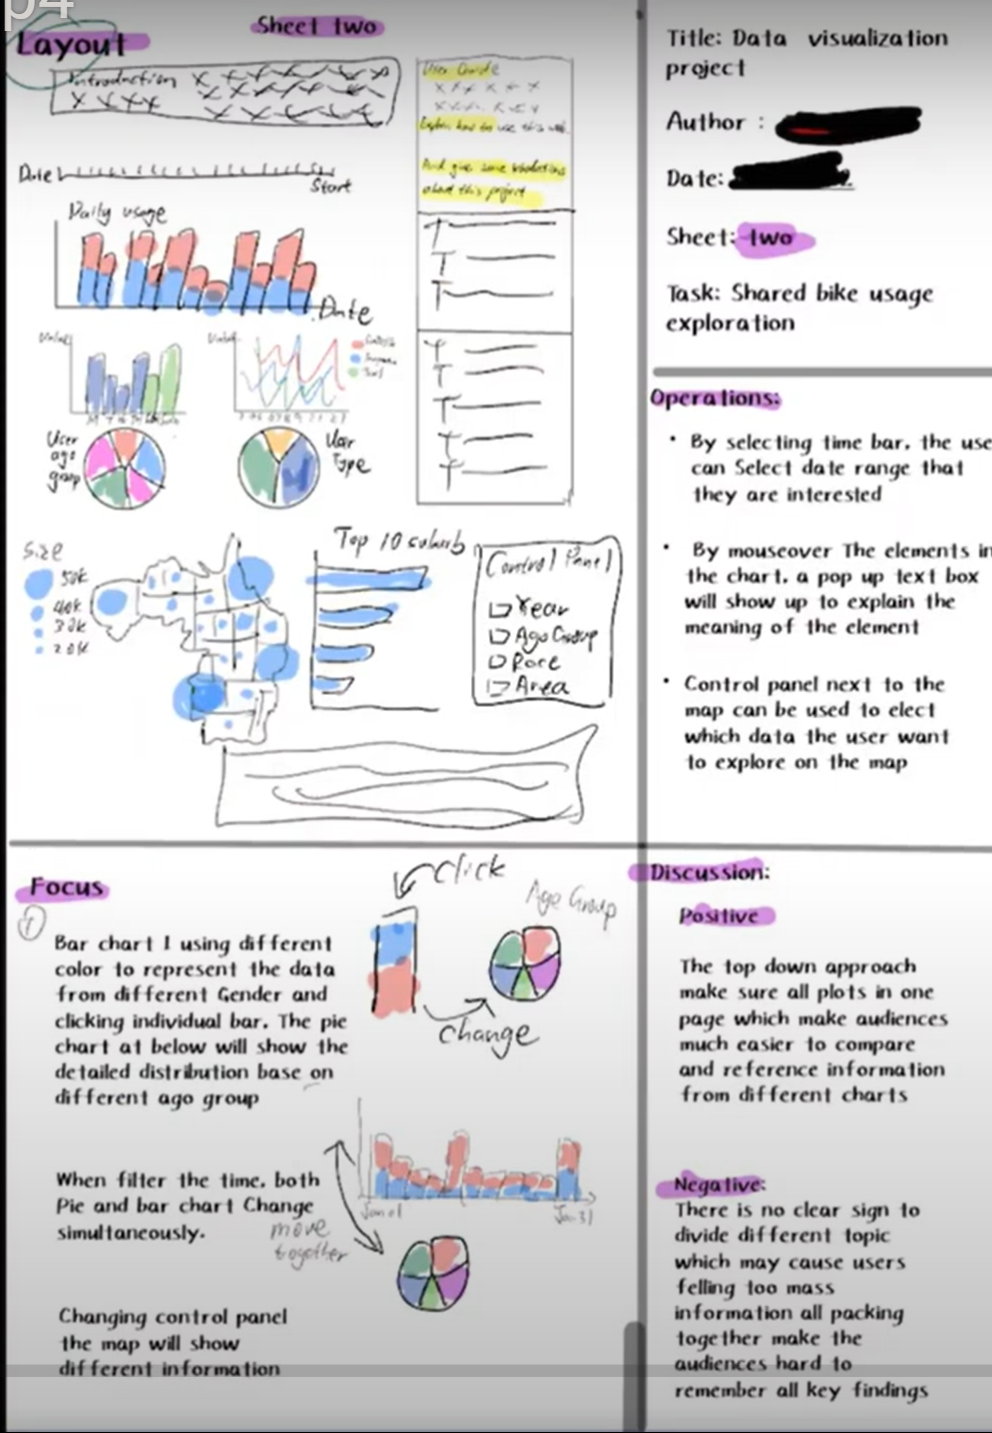 p4
Sheet two
Layout
Introduction
User Guide
Explain how to use this web.
about this project
Date
Start
Daily usage
Date
User
age
group
User
Type
Size
50k
40k
30k
20k
Top 10 suburb
Control Panel
Year
Age Group
Race
Area
Title: Data visualization
project
Author :
Date:
Sheet: two
Task: Shared bike usage
exploration
Operations:
• By selecting time bar, the use
can Select date range that
they are interested
• By mouseover The elements in
the chart, a pop up text box
will show up to explain the
meaning of the element
• Control panel next to the
map can be used to elect
which data the user want
to explore on the map
Focus
1
Bar chart I using different
color to represent the data
from different Gender and
clicking individual bar. The pie
chart at below will show the
detailed distribution base on
different ago group
Click
Age Group
change
When filter the time, both
Pie and bar chart Change
simultaneously.
move
together
Jan 01
Jan 31
Changing control panel
the map will show
different information
Discussion:
Positive
The top down approach
make sure all plots in one
page which make audiences
much easier to compare
and reference information
from different charts
Negative:
There is no clear sign to
divide different topic
which may cause users
felling too mass
information all packing
together make the
audiences hard to
remember all key findings